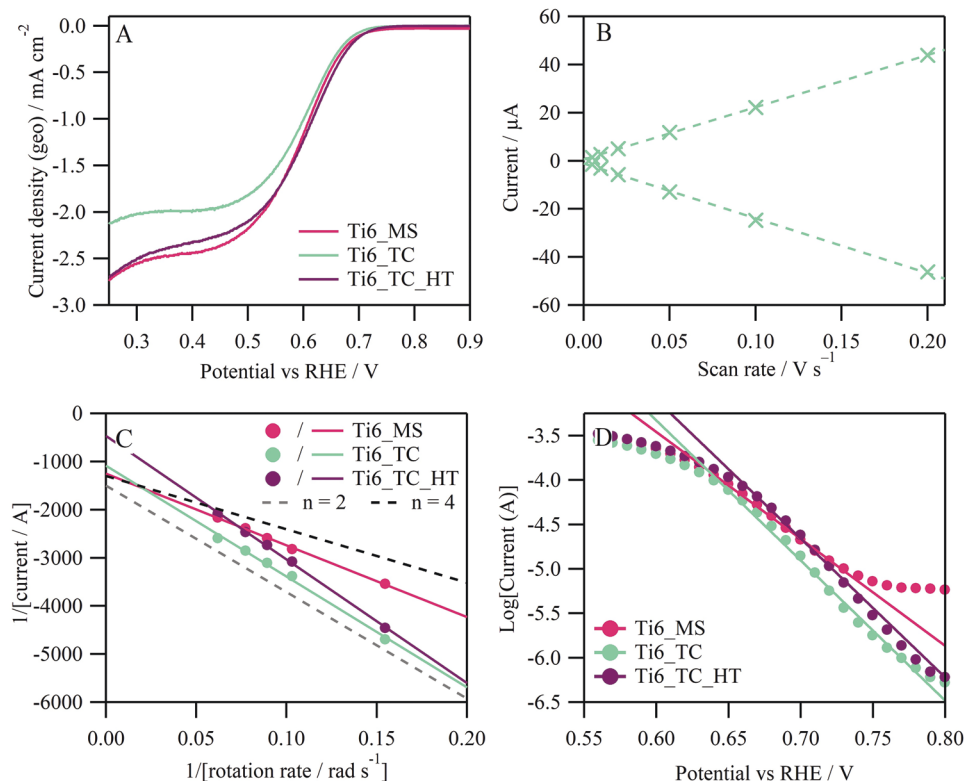 A
0.0
-0.5
-1.0
-1.5
-2.0
-2.5
-3.0
Current density (geo) / mA cm⁻²
Ti6_MS
Ti6_TC
Ti6_TC_HT
0.3 0.4 0.5 0.6 0.7 0.8 0.9
Potential vs RHE / V
B
60
40
20
0
-20
-40
-60
Current / µA
0.00 0.05 0.10 0.15 0.20
Scan rate / V s⁻¹
C
0
-1000
-2000
-3000
-4000
-5000
-6000
1/[current / A]
/ Ti6_MS
/ Ti6_TC
/ Ti6_TC_HT
n = 2 n = 4
0.00 0.05 0.10 0.15 0.20
1/[rotation rate / rad s⁻¹]
D
-3.5
-4.0
-4.5
-5.0
-5.5
-6.0
-6.5
Log[Current (A)]
Ti6_MS
Ti6_TC
Ti6_TC_HT
0.55 0.60 0.65 0.70 0.75 0.80
Potential vs RHE / V